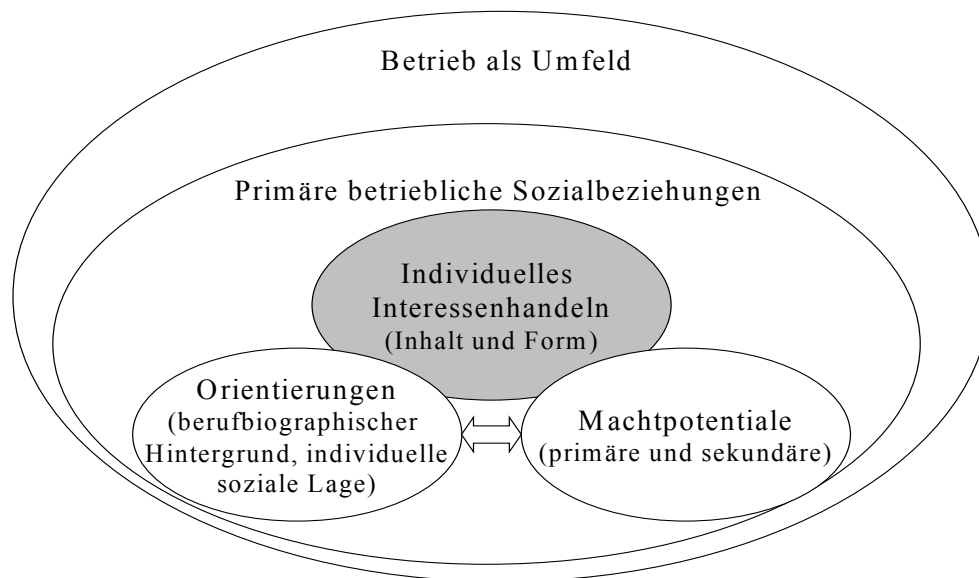 Betrieb als Umfeld
Primäre betriebliche Sozialbeziehungen
Individuelles
Interessenhandeln
(Inhalt und Form)
Orientierungen
(berufbiographischer
Hintergrund, individuelle
soziale Lage)
Machtpotentiale
(primäre und sekundäre)